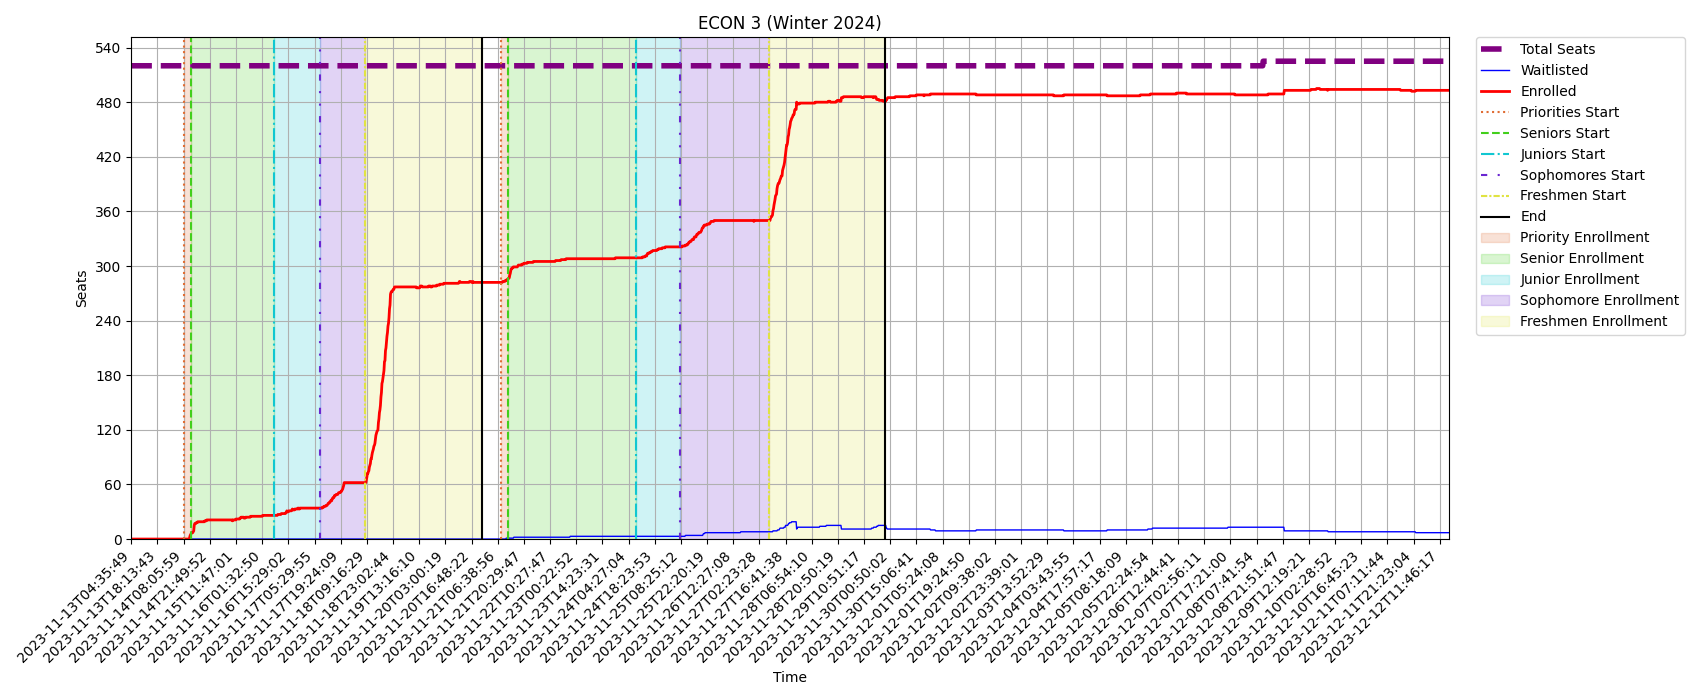 ECON 3 (Winter 2024)
540
480
420
360
300
240
180
120
60
0
Seats
2023-11-13T04:35:49
2023-11-13T18:13:43
2023-11-14T08:05:59
2023-11-14T21:49:52
2023-11-15T11:47:01
2023-11-16T01:32:50
2023-11-16T15:29:02
2023-11-17T05:29:55
2023-11-17T19:24:09
2023-11-18T09:16:29
2023-11-18T23:02:44
2023-11-19T13:16:10
2023-11-20T03:00:19
2023-11-20T16:48:22
2023-11-21T06:38:56
2023-11-21T20:29:47
2023-11-22T10:27:47
2023-11-23T00:22:52
2023-11-23T14:23:31
2023-11-24T04:27:04
2023-11-24T18:23:53
2023-11-25T08:25:12
2023-11-25T22:20:19
2023-11-26T12:27:08
2023-11-27T02:23:28
2023-11-27T16:41:38
2023-11-28T06:54:10
2023-11-28T20:50:19
2023-11-29T10:51:17
2023-11-30T00:50:02
2023-11-30T15:06:41
2023-12-01T05:24:08
2023-12-01T19:24:50
2023-12-02T09:38:02
2023-12-02T23:39:01
2023-12-03T13:52:29
2023-12-04T03:43:55
2023-12-04T17:57:17
2023-12-05T08:18:09
2023-12-05T22:24:54
2023-12-06T12:44:41
2023-12-07T02:56:11
2023-12-07T17:21:00
2023-12-08T07:41:54
2023-12-08T21:51:47
2023-12-09T12:19:21
2023-12-10T02:28:52
2023-12-10T16:45:23
2023-12-11T07:11:44
2023-12-11T21:23:04
2023-12-12T11:46:17
Time
Total Seats
Waitlisted
Enrolled
Priorities Start
Seniors Start
Juniors Start
Sophomores Start
Freshmen Start
End
Priority Enrollment
Senior Enrollment
Junior Enrollment
Sophomore Enrollment
Freshmen Enrollment